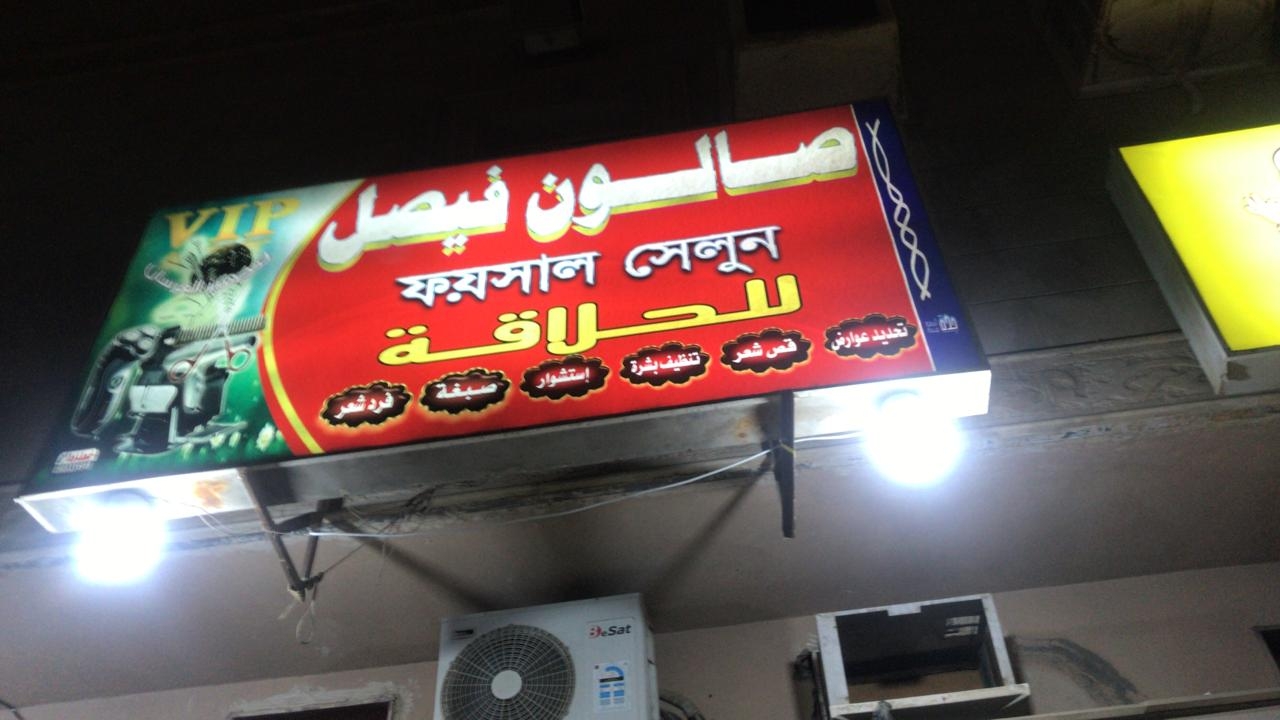 صالون فيصل
VIP
ফয়সাল সেলুন
للحلاقة
تحديد عوارض
قص شعر
تنظيف بشرة
إستشوار
صبغة
فرد شعر
BeSat